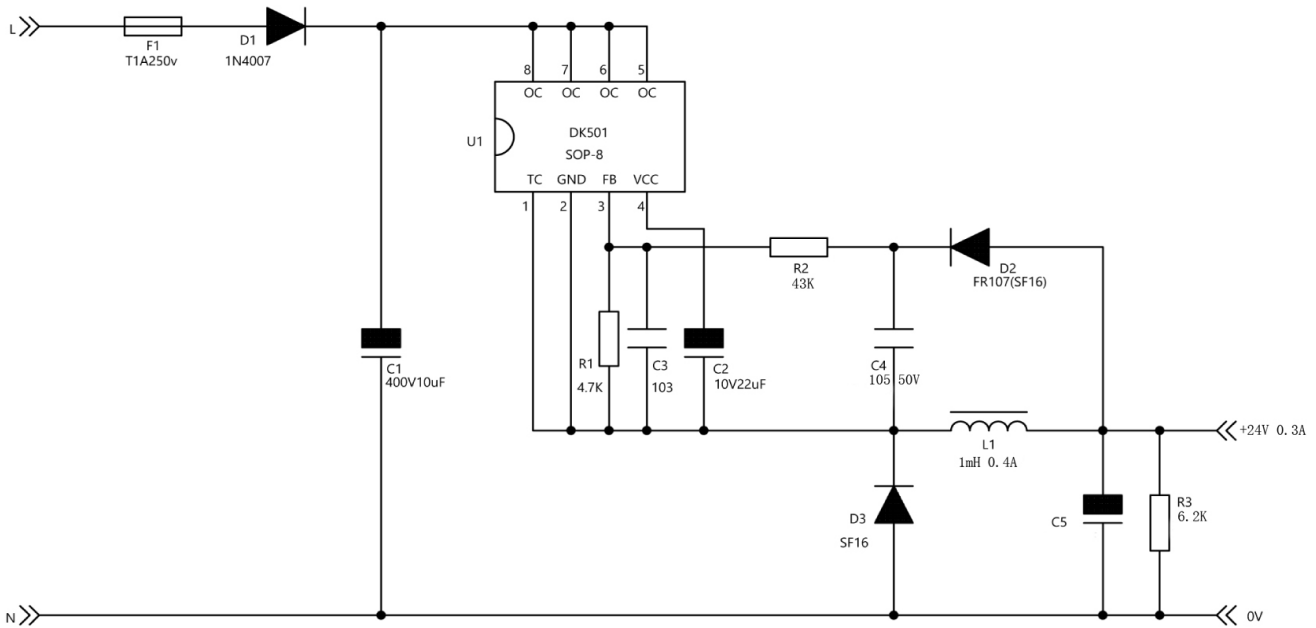 L
F1
T1A250v
D1
1N4007
8
7
6
5
OC
OC
OC
OC
U1
DK501
SOP-8
TC
GND
FB
VCC
1
2
3
4
R2
43K
D2
FR107(SF16)
C1
400V10uF
R1
4.7K
C3
103
C2
10V22uF
C4
105 50V
L1
1mH 0.4A
+24V 0.3A
D3
SF16
C5
R3
6.2K
N
0V